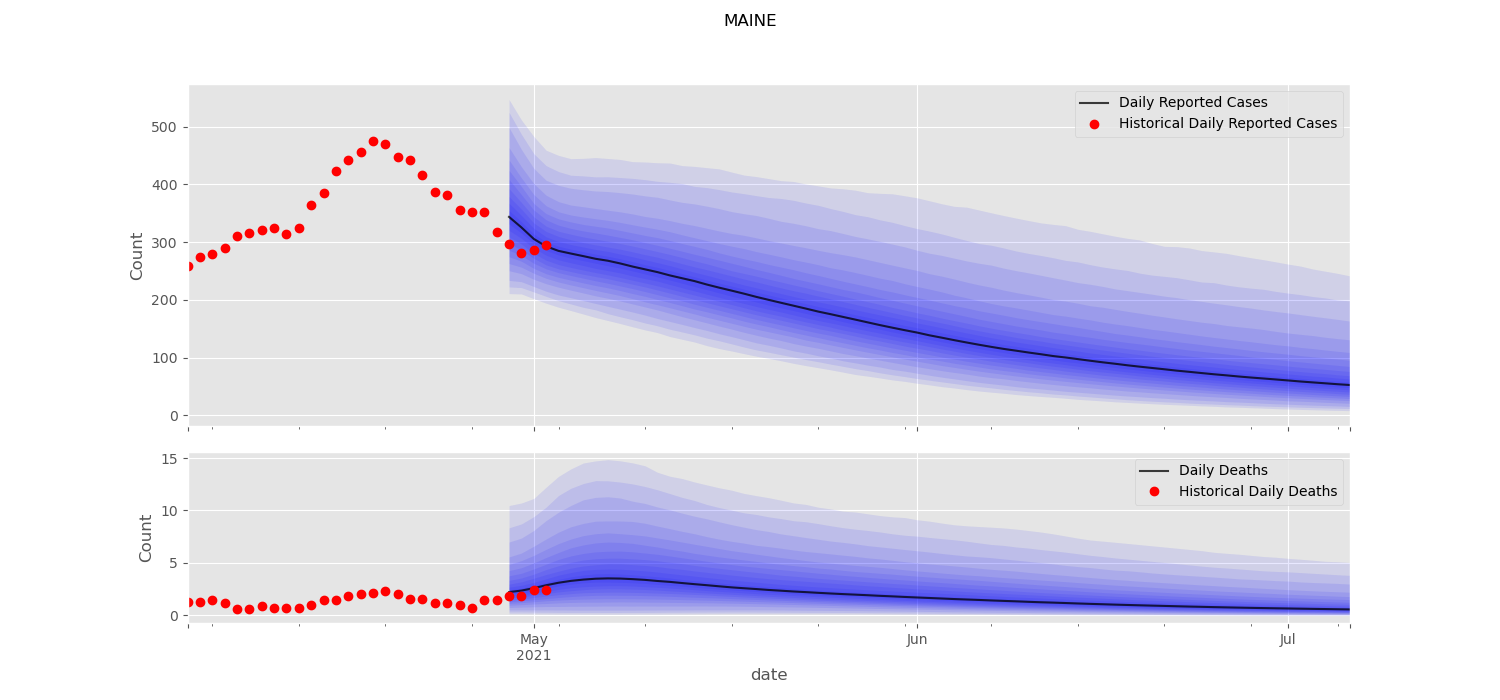 MAINE
Daily Reported Cases
Historical Daily Reported Cases
Count
500
400
300
200
100
0
Daily Deaths
Historical Daily Deaths
Count
15
10
5
0
May
2021
Jun
Jul
date